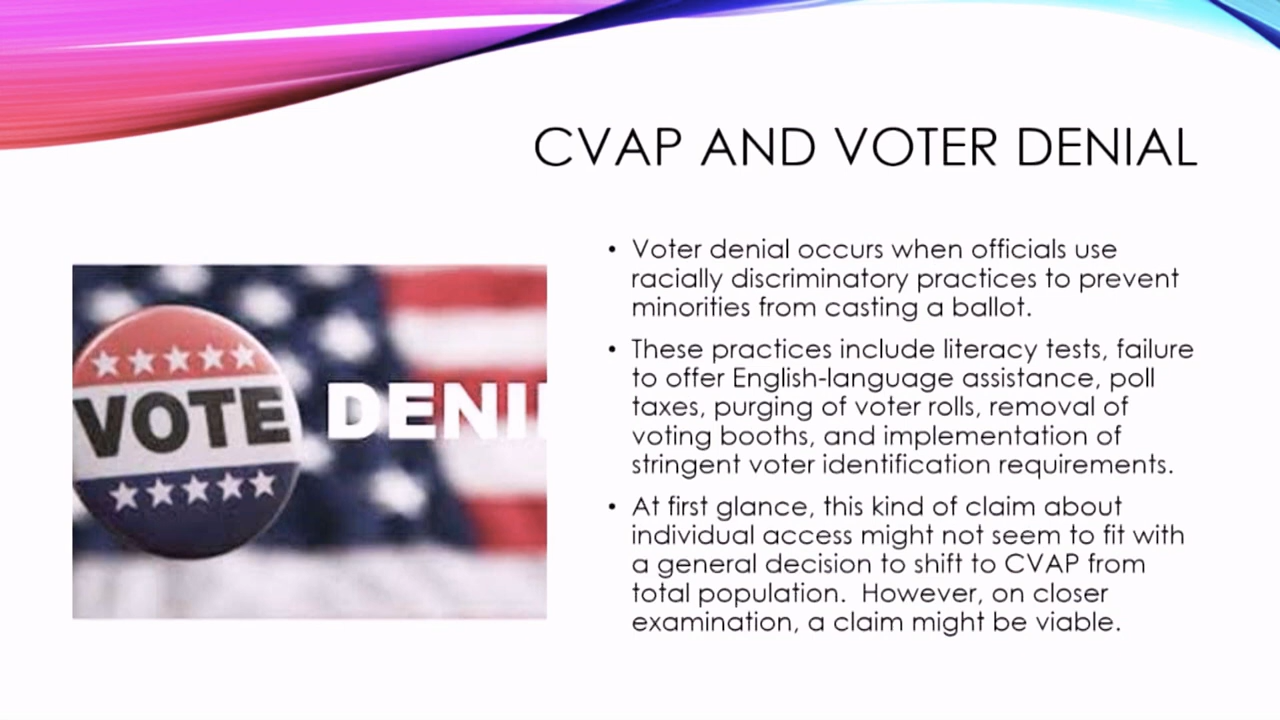 CVAP AND VOTER DENIAL
VOTE DENI
• Voter denial occurs when officials use
racially discriminatory practices to prevent
minorities from casting a ballot.
• These practices include literacy tests, failure
to offer English-language assistance, poll
taxes, purging of voter rolls, removal of
voting booths, and implementation of
stringent voter identification requirements.
• At first glance, this kind of claim about
individual access might not seem to fit with
a general decision to shift to CVAP from
total population.  However, on closer
examination, a claim might be viable.